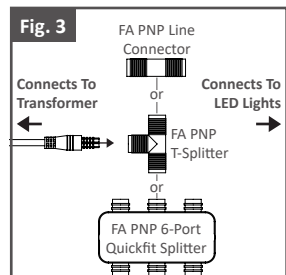 Fig. 3
FA PNP Line
Connector
Connects To
Transformer
Connects To
LED Lights
or
FA PNP
T-Splitter
or
FA PNP 6-Port
Quickfit Splitter